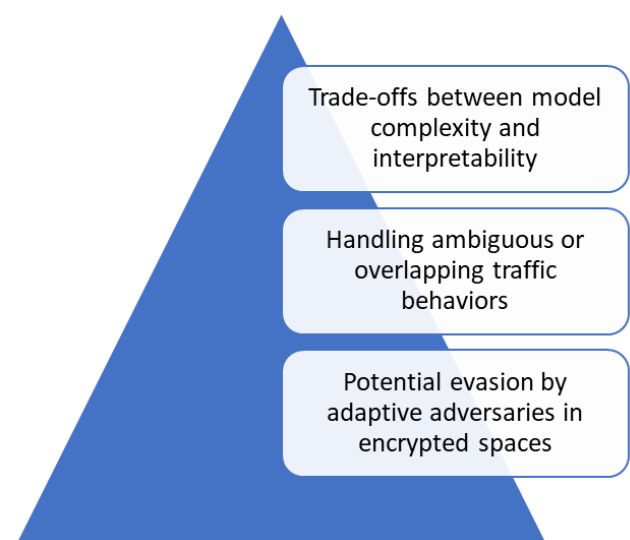 Trade-offs between model
complexity and
interpretability
Handling ambiguous or
overlapping traffic
behaviors
Potential evasion by
adaptive adversaries in
encrypted spaces